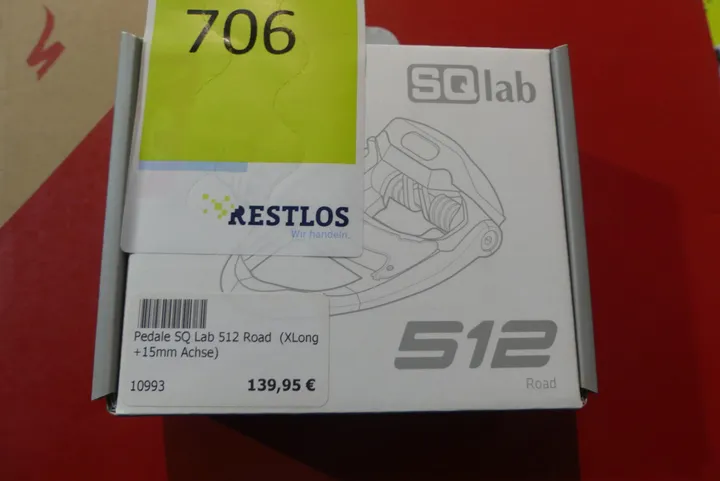 706
RESTLOS
Wir handeln.
SQlab
Pedale SQ Lab 512 Road (XLong
+15mm Achse)
10993 139,95 €
512
Road